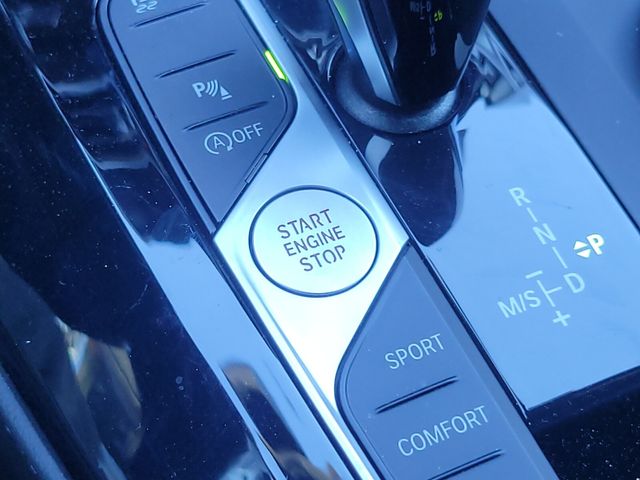 P
A OFF
START
ENGINE
STOP
SPORT
COMFORT
R
N
P
D
M/S
+